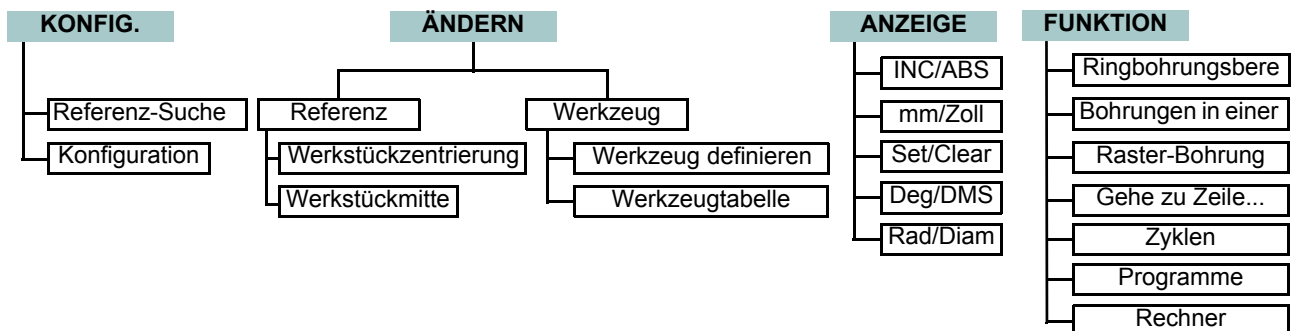 KONFIG.
Referenz-Suche
Konfiguration
ÄNDERN
Referenz
Werkstückzentrierung
Werkstückmitte
Werkzeug
Werkzeug definieren
Werkzeugtabelle
ANZEIGE
INC/ABS
mm/Zoll
Set/Clear
Deg/DMS
Rad/Diam
FUNKTION
Ringbohrungsbere
Bohrungen in einer
Raster-Bohrung
Gehe zu Zeile...
Zyklen
Programme
Rechner